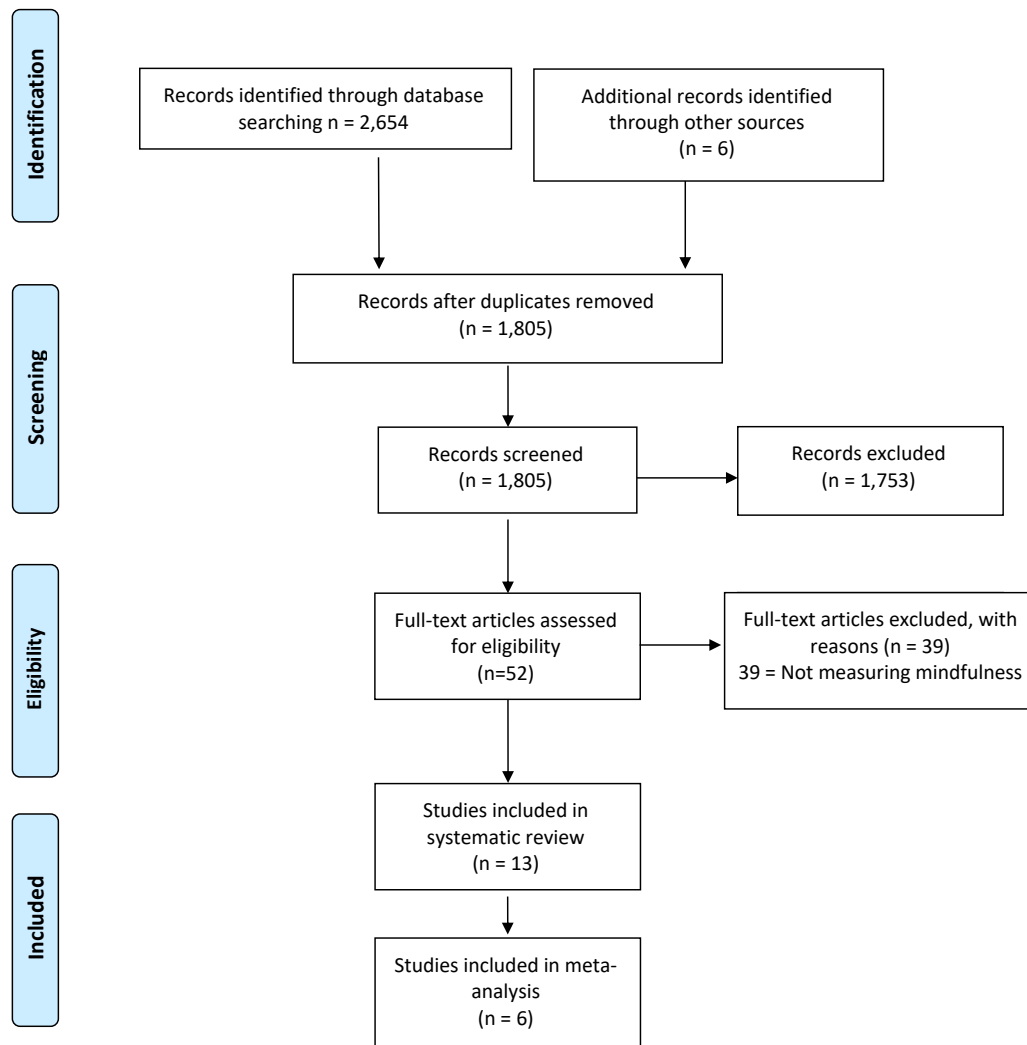 Identification
Records identified through database
searching n = 2,654
Additional records identified
through other sources
(n = 6)
Screening
Records after duplicates removed
(n = 1,805)
Records screened
(n = 1,805)
Records excluded
(n = 1,753)
Eligibility
Full-text articles assessed
for eligibility
(n=52)
Full-text articles excluded, with
reasons (n = 39)
39 = Not measuring mindfulness
Included
Studies included in
systematic review
(n = 13)
Studies included in meta-
analysis
(n = 6)